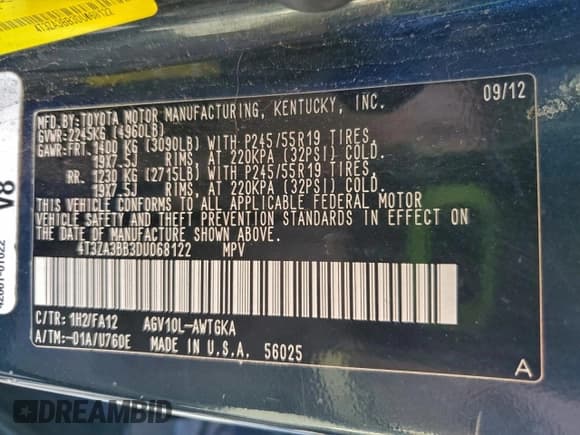 4T3ZA3BB3DU068122
09/12
MFD.BY:TOYOTA MOTOR MANUFACTURING, KENTUCKY, INC.
GVWR:2245KG (4960LB)
GAWR:FRT.1400 KG (3090LB) WITH P245/55R19 TIRES,
19X7.5J RIMS, AT 220KPA (32PSI) COLD.
RR. 1230 KG (2715LB) WITH P245/55R19 TIRES,
19X7.5J RIMS, AT 220KPA (32PSI) COLD.
THIS VEHICLE CONFORMS TO ALL APPLICABLE FEDERAL MOTOR
VEHICLE SAFETY AND THEFT PREVENTION STANDARDS IN EFFECT ON
THE DATE OF MANUFACTURE SHOWN ABOVE.
4T3ZA3BB3DU068122 MPV
C/TR: 1H2/FA12 AGV10L-AWTGKA
A/TM:-01A/U760E MADE IN U.S.A. 56025
A
V8
DREAMBID